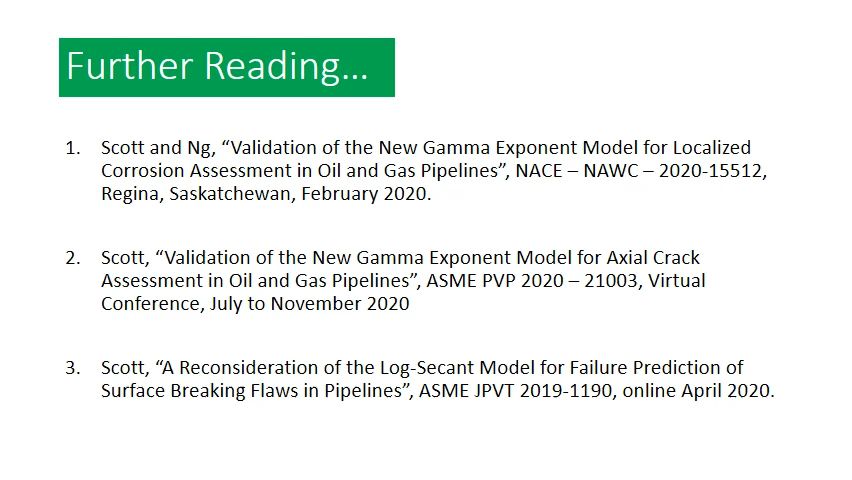 Further Reading...
1. Scott and Ng, “Validation of the New Gamma Exponent Model for Localized
Corrosion Assessment in Oil and Gas Pipelines”, NACE – NAWC – 2020-15512,
Regina, Saskatchewan, February 2020.
2. Scott, “Validation of the New Gamma Exponent Model for Axial Crack
Assessment in Oil and Gas Pipelines”, ASME PVP 2020 – 21003, Virtual
Conference, July to November 2020
3. Scott, “A Reconsideration of the Log-Secant Model for Failure Prediction of
Surface Breaking Flaws in Pipelines”, ASME JPVT 2019-1190, online April 2020.